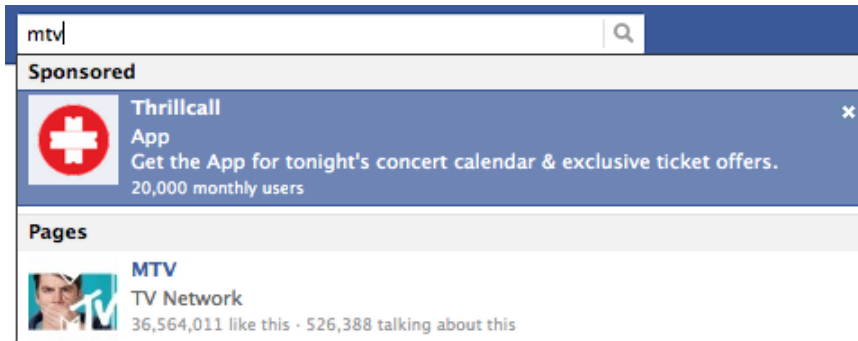 mtv
Sponsored
Thrillcall
App
Get the App for tonight's concert calendar & exclusive ticket offers.
20,000 monthly users
Pages
MTV
TV Network
36,564,011 like this · 526,388 talking about this
MTV